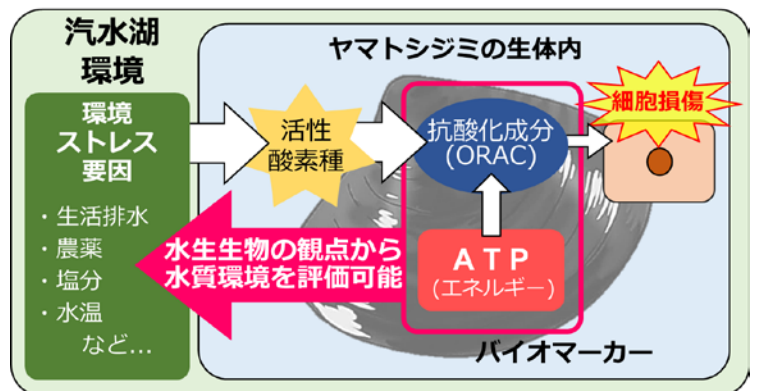 汽水湖
環境
環境
ストレス
要因
・生活排水
・農薬
・塩分
・水温
など…
ヤマトシジミの生体内
活性
酸素種
抗酸化成分
(ORAC)
細胞損傷
水生生物の観点から
水質環境を評価可能
ATP
(エネルギー)
バイオマーカー